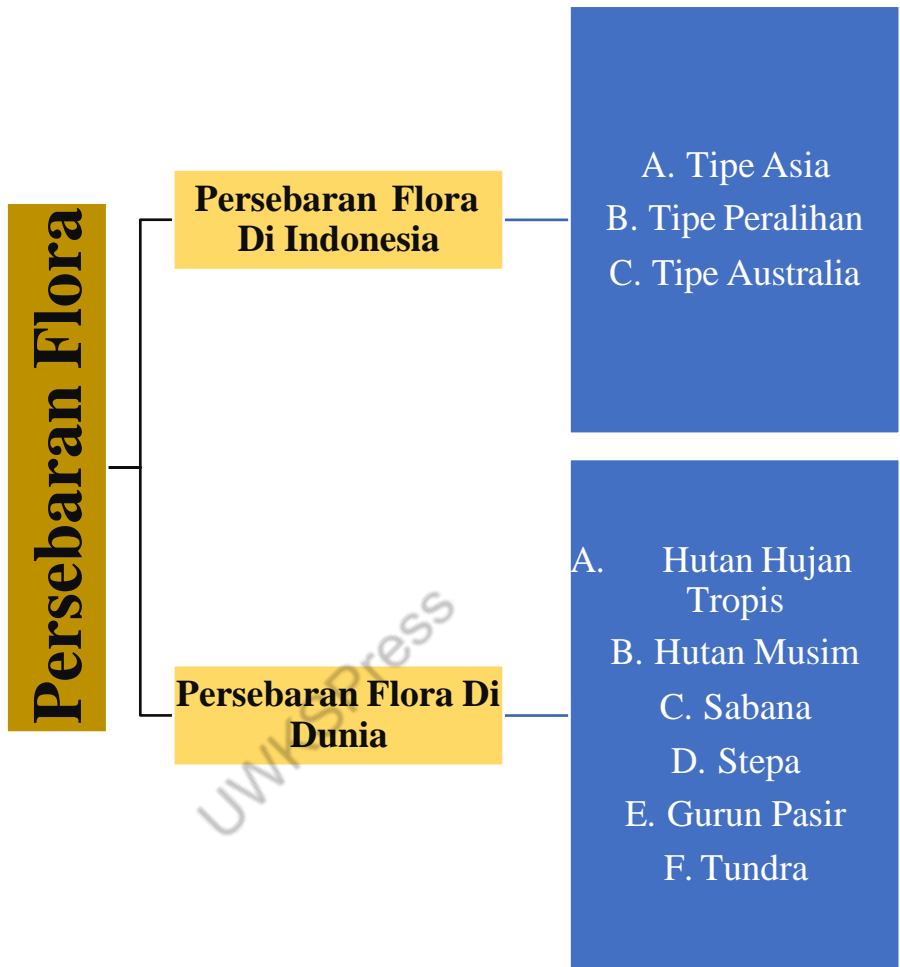 Persebaran Flora
Persebaran Flora
Di Indonesia
A. Tipe Asia
B. Tipe Peralihan
C. Tipe Australia
Persebaran Flora Di
Dunia
A. Hutan Hujan
Tropis
B. Hutan Musim
C. Sabana
D. Stepa
E. Gurun Pasir
F. Tundra
UWKSPress